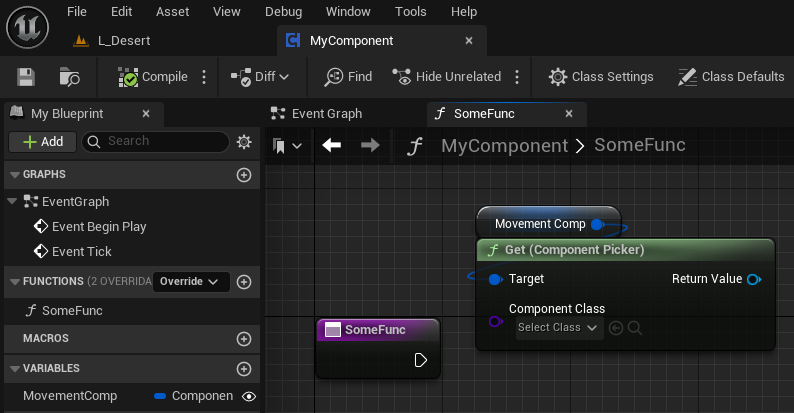 File Edit Asset View Debug Window Tools Help
L_Desert MyComponent
Compile Diff Find Hide Unrelated Class Settings Class Defaults
My Blueprint Event Graph SomeFunc
Add Search MyComponent > SomeFunc
GRAPHS
EventGraph
Event Begin Play
Event Tick
FUNCTIONS (2 OVERRIDA Override
SomeFunc
MACROS
VARIABLES
MovementComp Componen
Movement Comp
Get (Component Picker)
Target Return Value
Component Class
Select Class
SomeFunc